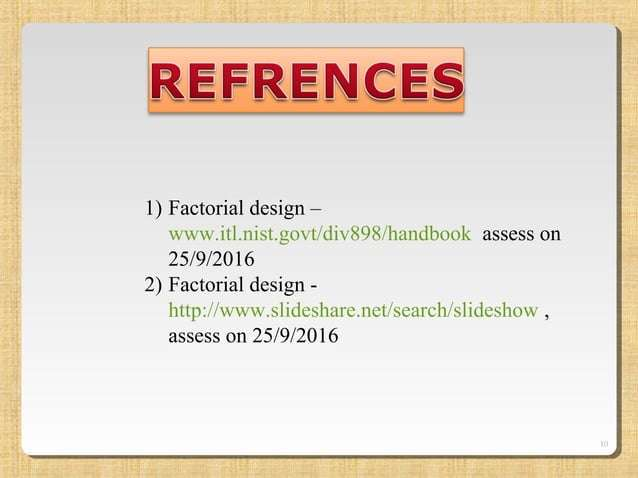 REFRENCES
1) Factorial design –
www.itl.nist.govt/div898/handbook assess on
25/9/2016
2) Factorial design -
http://www.slideshare.net/search/slideshow ,
assess on 25/9/2016
10